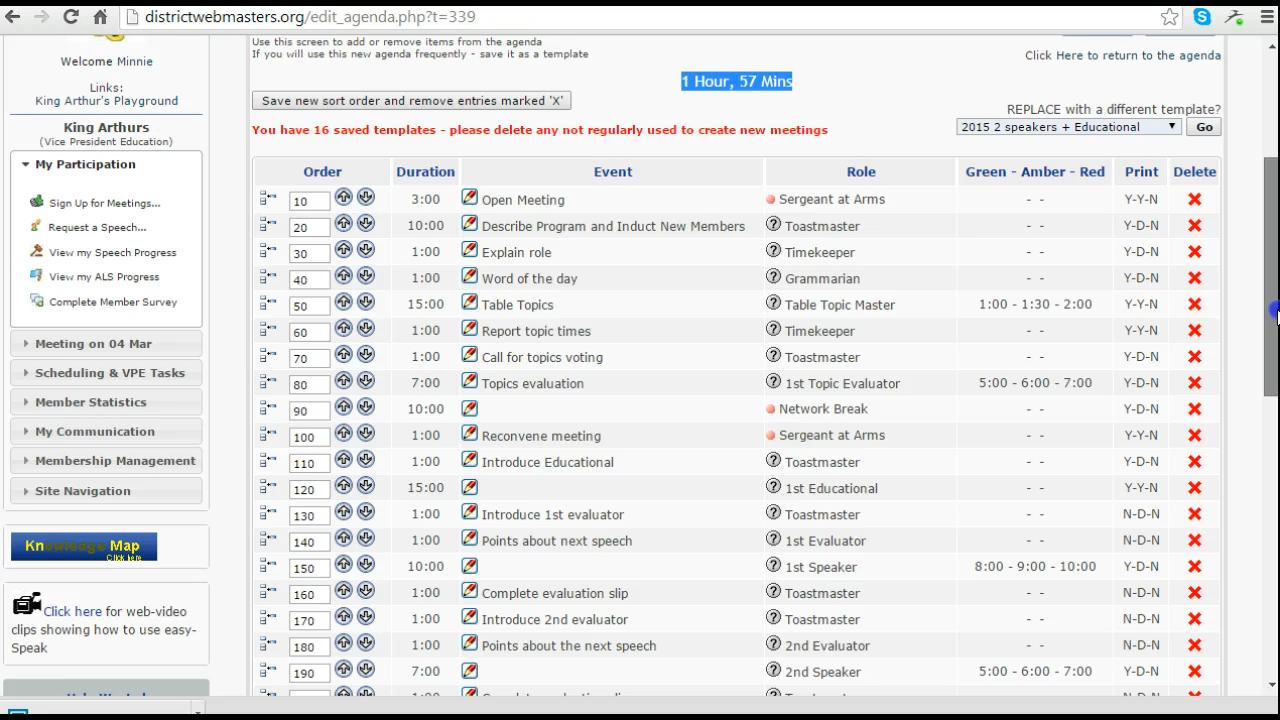 districtwebmasters.org/edit_agenda.php?t=339
Welcome Minnie
Links:
King Arthur's Playground
King Arthurs
(Vice President Education)
My Participation
Sign Up for Meetings...
Request a Speech...
View my Speech Progress
View my ALS Progress
Complete Member Survey
Meeting on 04 Mar
Scheduling & VPE Tasks
Member Statistics
My Communication
Membership Management
Site Navigation
Knowledge Map
Click here
Click here for web-video
clips showing how to use easy-
Speak
Use this screen to add or remove items from the agenda
If you will use this new agenda frequently - save it as a template
Click Here to return to the agenda
1 Hour, 57 Mins
Save new sort order and remove entries marked 'X'
REPLACE with a different template?
You have 16 saved templates - please delete any not regularly used to create new meetings
2015 2 speakers + Educational Go
Order Duration Event Role Green - Amber - Red Print Delete
10 3:00 Open Meeting Sergeant at Arms - - Y-Y-N
20 10:00 Describe Program and Induct New Members Toastmaster - - Y-D-N
30 1:00 Explain role Timekeeper - - Y-D-N
40 1:00 Word of the day Grammarian - - Y-D-N
50 15:00 Table Topics Table Topic Master 1:00 - 1:30 - 2:00 Y-Y-N
60 1:00 Report topic times Timekeeper - - Y-Y-N
70 1:00 Call for topics voting Toastmaster - - Y-D-N
80 7:00 Topics evaluation 1st Topic Evaluator 5:00 - 6:00 - 7:00 Y-D-N
90 10:00 Network Break - - Y-D-N
100 1:00 Reconvene meeting Sergeant at Arms - - Y-Y-N
110 1:00 Introduce Educational Toastmaster - - Y-D-N
120 15:00 1st Educational - - Y-Y-N
130 1:00 Introduce 1st evaluator Toastmaster - - N-D-N
140 1:00 Points about next speech 1st Evaluator - - Y-D-N
150 10:00 1st Speaker 8:00 - 9:00 - 10:00 Y-D-N
160 1:00 Complete evaluation slip Toastmaster - - N-D-N
170 1:00 Introduce 2nd evaluator Toastmaster - - N-D-N
180 1:00 Points about the next speech 2nd Evaluator - - Y-D-N
190 7:00 2nd Speaker 5:00 - 6:00 - 7:00 Y-D-N